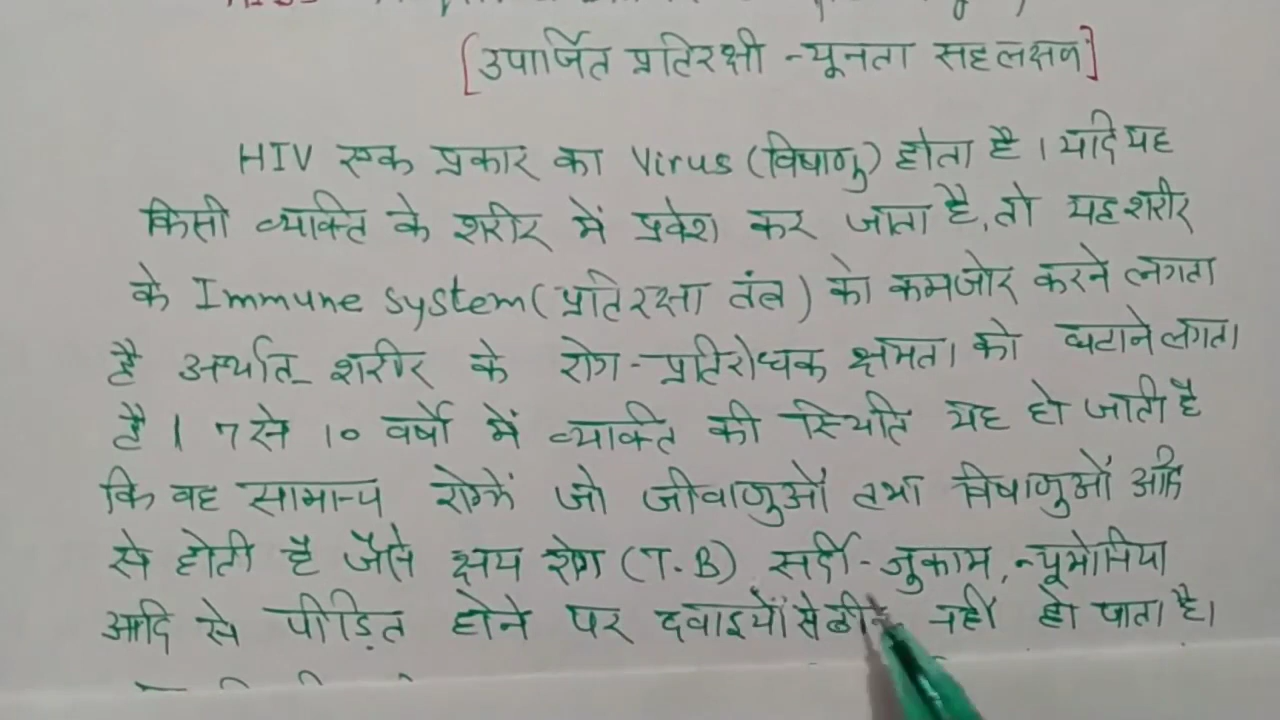 [उपार्जित प्रतिरक्षी न्यूनता सहलक्षण]
HIV एक प्रकार का Virus (विषाणु) होता है। यदि यह
किसी व्यक्ति के शरीर में प्रवेश कर जाता है, तो यह शरीर
के Immune system (प्रतिरक्षा तंत्र) को कमजोर करने लगता
है अर्थात् शरीर के रोग-प्रतिरोधक क्षमता को घटाने लगता
है। 7 से 10 वर्षों में व्यक्ति की स्थिति यह हो जाती है
कि वह सामान्य रोगों जो जीवाणुओं तथा विषाणुओं आदि
से होती है जैसे क्षय रोग (T.B) सर्दी-जुकाम, न्यूमोनिया
आदि से पीड़ित होने पर दवाइयों से ठीक नहीं हो पाता है।